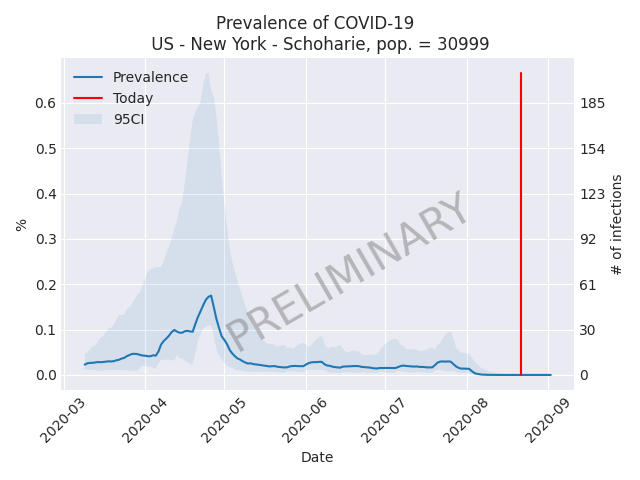 Prevalence of COVID-19
US - New York - Schoharie, pop. = 30999
Prevalence
Today
95CI
0.6
0.5
0.4
0.3
0.2
0.1
0.0
%
185
154
123
92
61
30
0
# of infections
PRELIMINARY
2020-03
2020-04
2020-05
2020-06
2020-07
2020-08
2020-09
Date